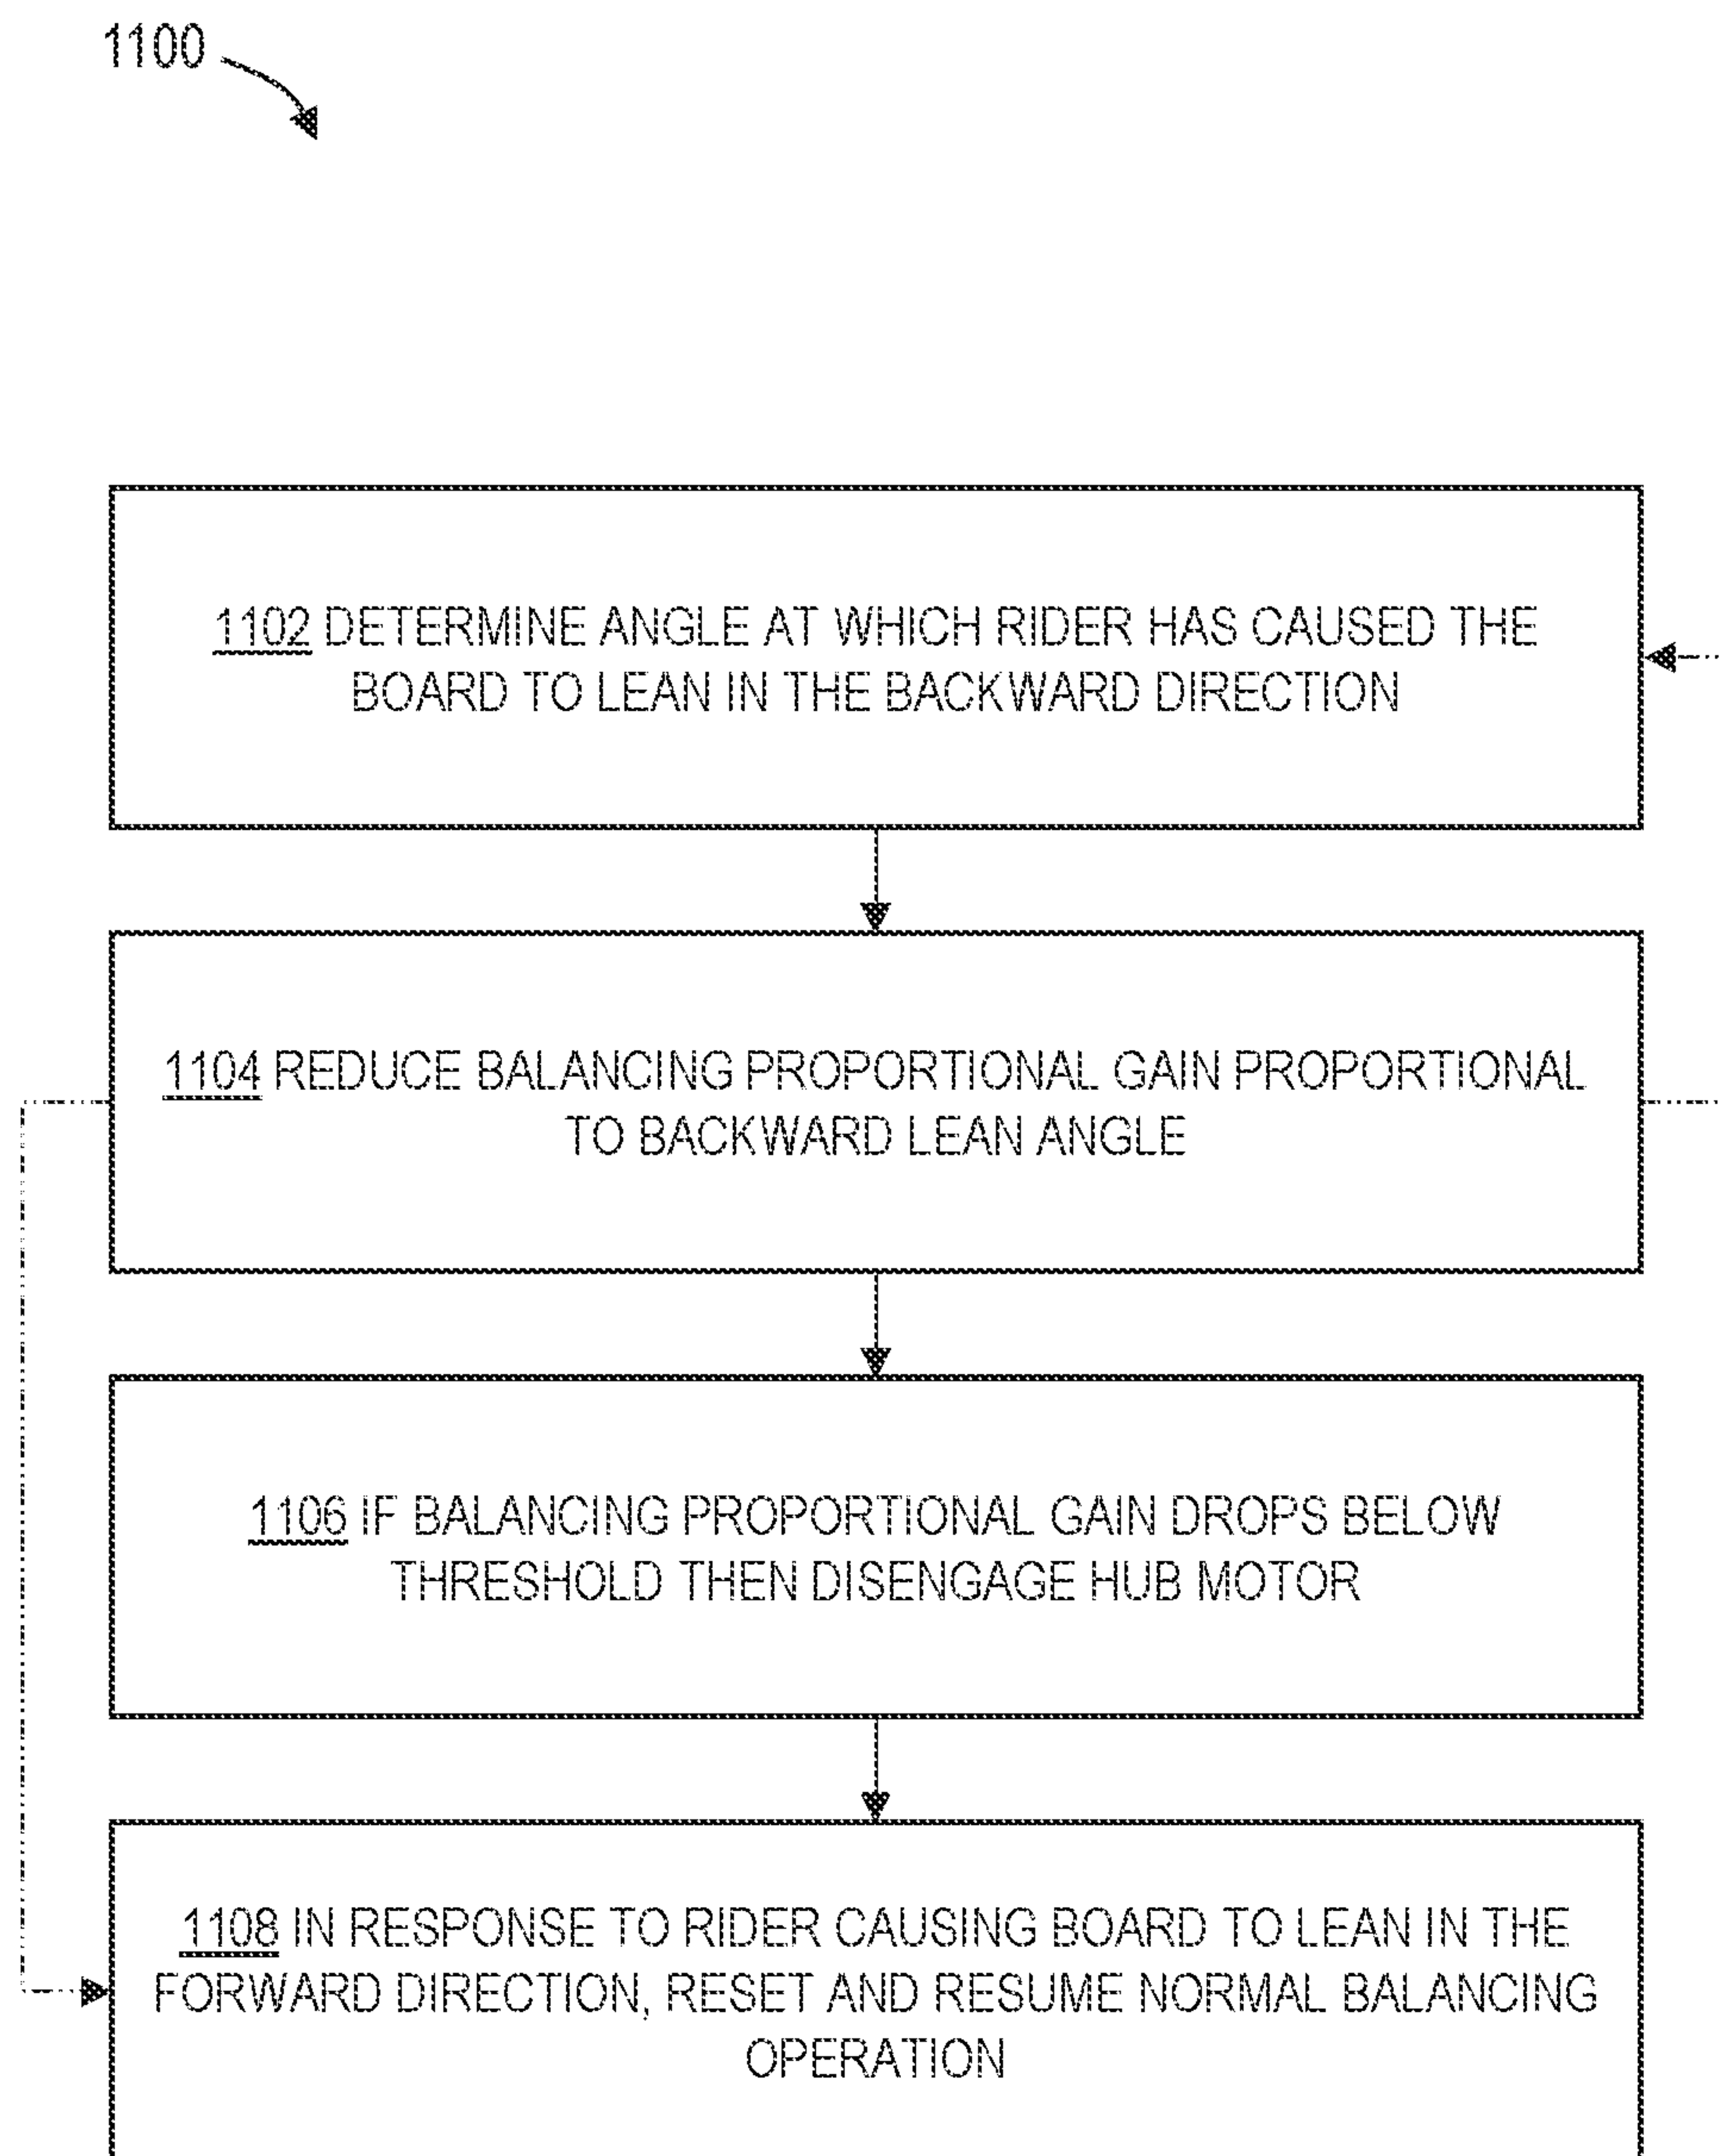 1100
1102 DETERMINE ANGLE AT WHICH RIDER HAS CAUSED THE
BOARD TO LEAN IN THE BACKWARD DIRECTION
1104 REDUCE BALANCING PROPORTIONAL GAIN PROPORTIONAL
TO BACKWARD LEAN ANGLE
1106 IF BALANCING PROPORTIONAL GAIN DROPS BELOW
THRESHOLD THEN DISENGAGE HUB MOTOR
1108 IN RESPONSE TO RIDER CAUSING BOARD TO LEAN IN THE
FORWARD DIRECTION, RESET AND RESUME NORMAL BALANCING
OPERATION